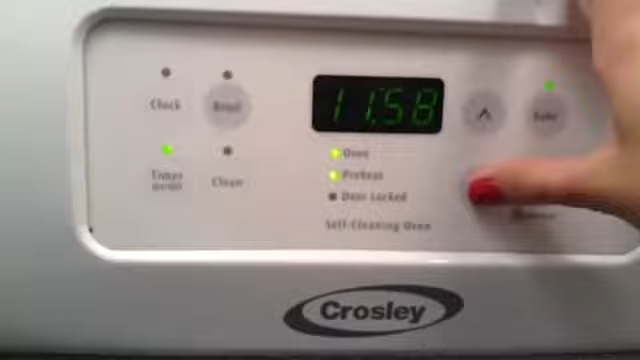 11:58
Clock
Broil
Bake
Oven
Timer
on/off
Clean
Preheat
Door Locked
Self-Cleaning Oven
Crosley